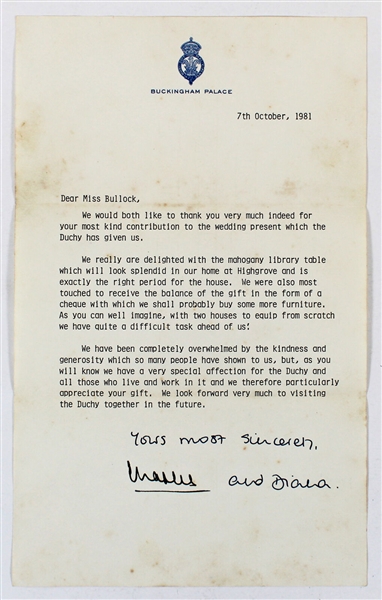 BUCKINGHAM PALACE
7th October, 1981
Dear Miss Bullock,
We would both like to thank you very much indeed for
your most kind contribution to the wedding present which the
Duchy has given us.
We really are delighted with the mahogany library table
which will look splendid in our home at Highgrove and is
exactly the right period for the house. We were also most
touched to receive the balance of the gift in the form of a
cheque with which we shall probably buy some more furniture.
As you can well imagine, with two houses to equip from scratch
we have quite a difficult task ahead of us!
We have been completely overwhelmed by the kindness and
generosity which so many people have shown to us, but, as you
will know we have a very special affection for the Duchy and
all those who live and work in it and we therefore particularly
appreciate your gift. We look forward very much to visiting
the Duchy together in the future.
Yours most sincerely,
Charles and Diana.